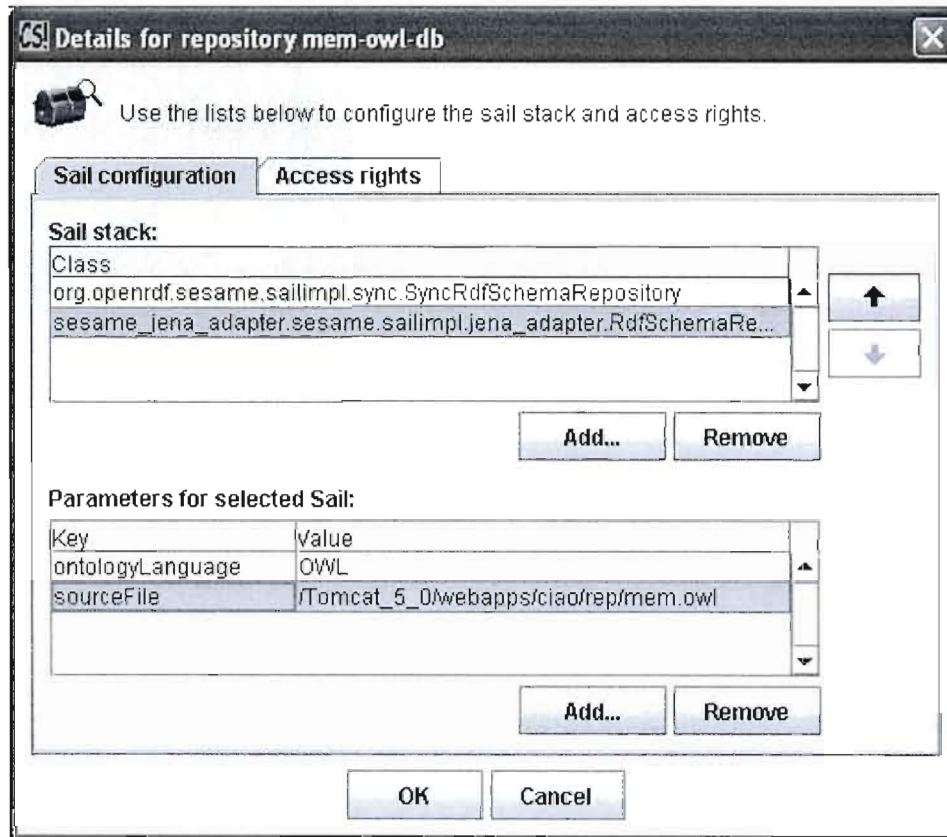 CS! Details for repository mem-owl-db
Use the lists below to configure the sail stack and access rights.
Sail configuration Access rights
Sail stack:
Class
org.openrdf.sesame.sailimpl.sync.SyncRdfSchemaRepository
sesame_jena_adapter.sesame.sailimpl.jena_adapter.RdfSchemaRe...
Add... Remove
Parameters for selected Sail:
Key Value
ontologyLanguage OWL
sourceFile /Tomcat_5_0/webapps/ciao/rep/mem.owl
Add... Remove
OK Cancel